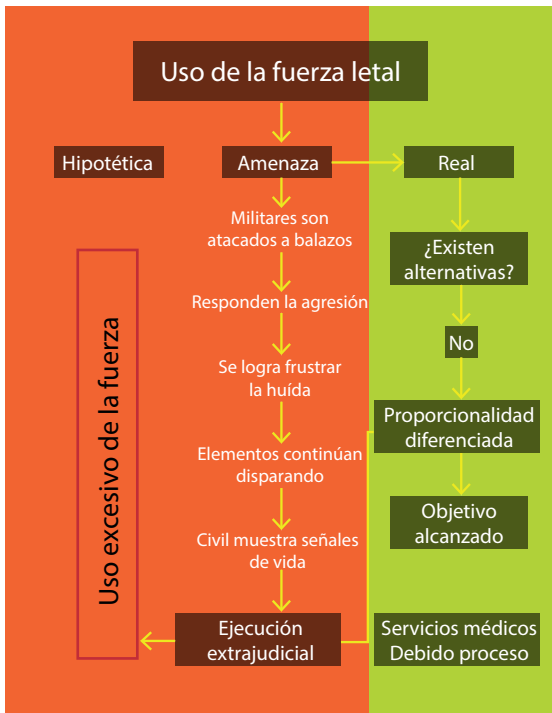 Uso de la fuerza letal
Hipotética
Amenaza
Real
Militares son
atacados a balazos
¿Existen
alternativas?
Responden la agresión
No
Se logra frustrar
la huída
Proporcionalidad
diferenciada
Elementos continúan
disparando
Objetivo
alcanzado
Civil muestra señales
de vida
Uso excesivo de la fuerza
Ejecución
extrajudicial
Servicios médicos
Debido proceso